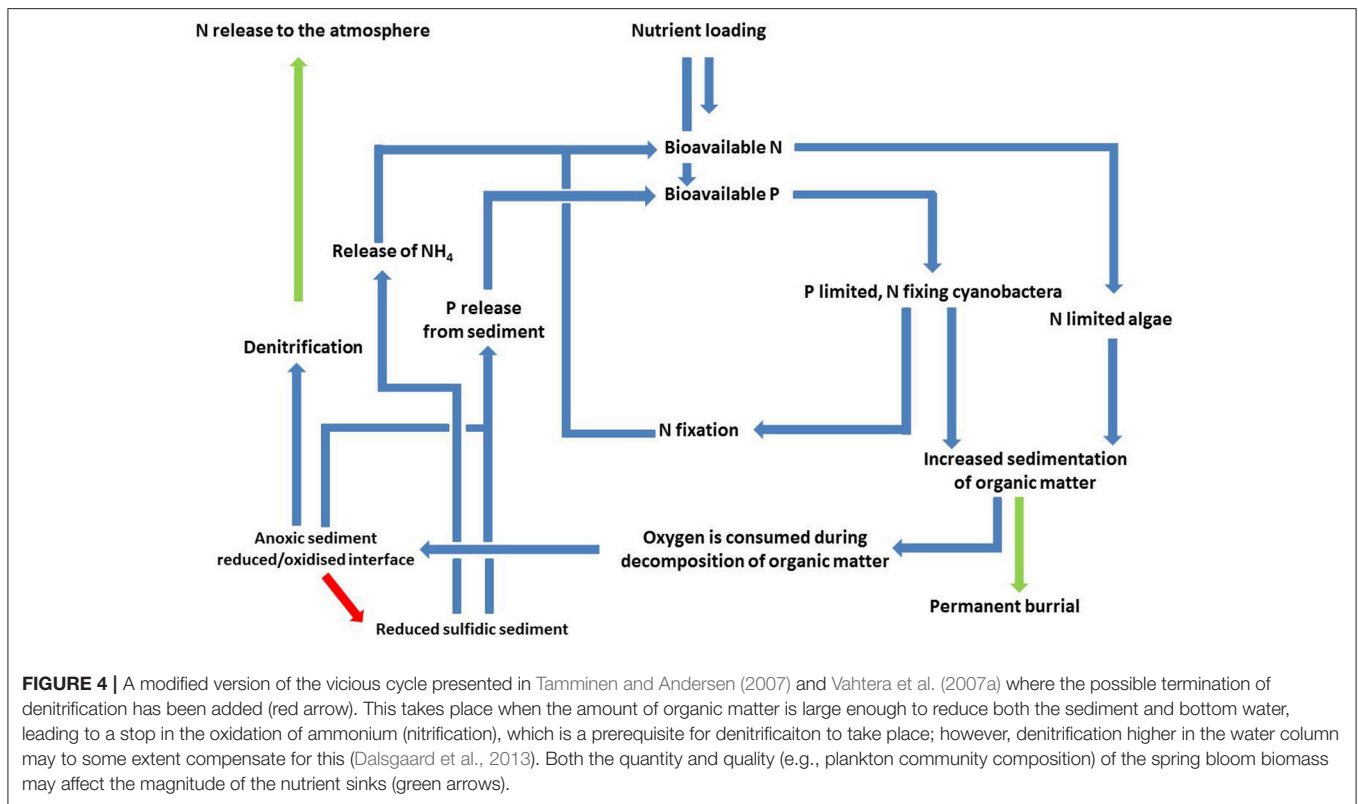 N release to the atmosphere
Nutrient loading
Bioavailable N
Bioavailable P
Release of NH₄
P release
from sediment
P limited, N fixing cyanobactera
N limited algae
Denitrification
N fixation
Increased sedimentation
of organic matter
Anoxic sediment
reduced/oxidised interface
Oxygen is consumed during
decomposition of organic matter
Permanent burrial
Reduced sulfidic sediment
FIGURE 4 | A modified version of the vicious cycle presented in Tamminen and Andersen (2007) and Vahtera et al. (2007a) where the possible termination of
denitrification has been added (red arrow). This takes place when the amount of organic matter is large enough to reduce both the sediment and bottom water,
leading to a stop in the oxidation of ammonium (nitrification), which is a prerequisite for denitrificaiton to take place; however, denitrification higher in the water column
may to some extent compensate for this (Dalsgaard et al., 2013). Both the quantity and quality (e.g., plankton community composition) of the spring bloom biomass
may affect the magnitude of the nutrient sinks (green arrows).